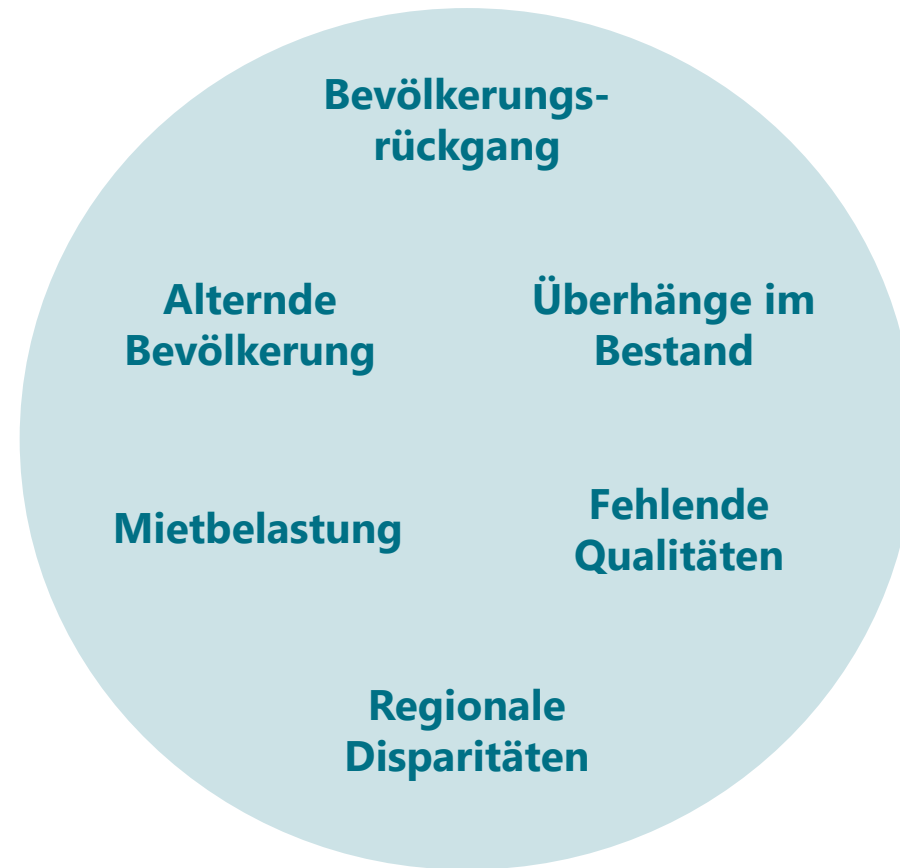 Bevölkerungs-
rückgang
Alternde
Bevölkerung
Überhänge im
Bestand
Mietbelastung
Fehlende
Qualitäten
Regionale
Disparitäten